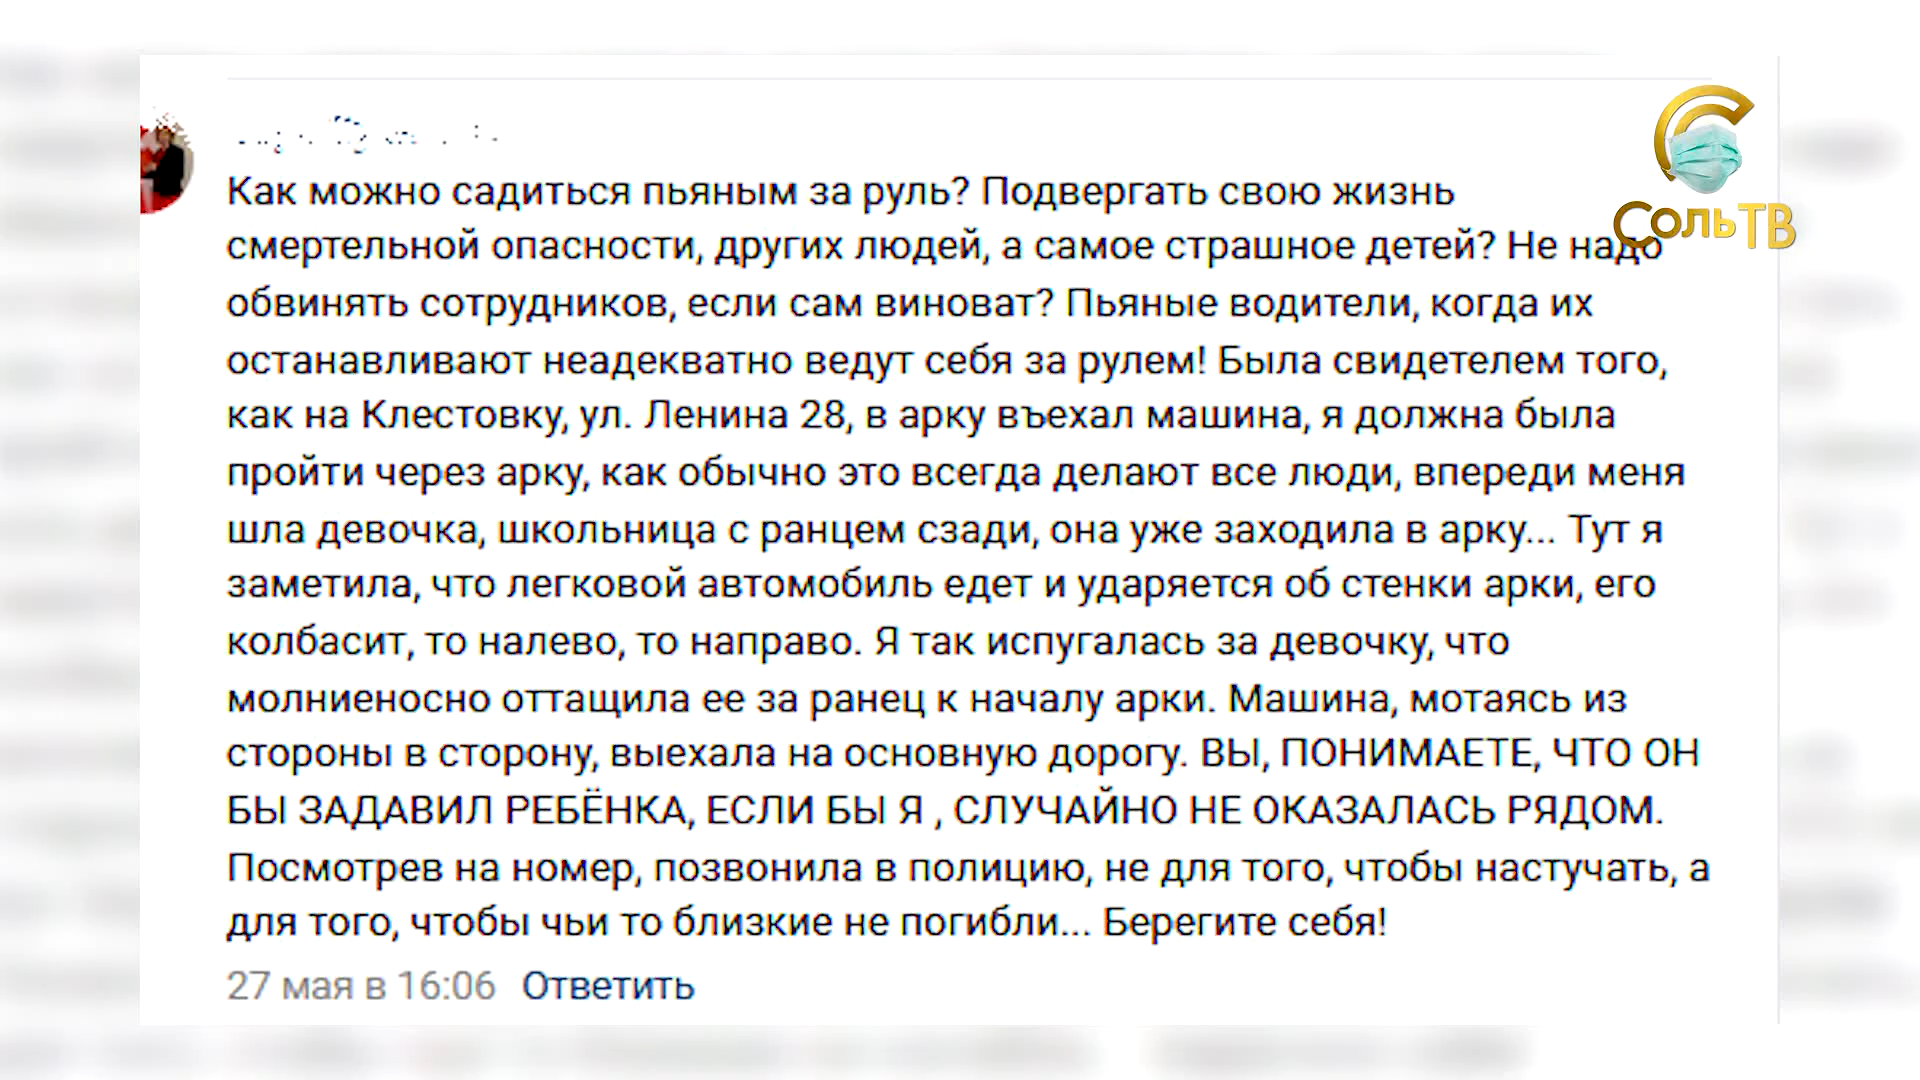 Как можно садиться пьяным за руль? Подвергать свою жизнь
смертельной опасности, других людей, а самое страшное детей? Не надо
обвинять сотрудников, если сам виноват? Пьяные водители, когда их
останавливают неадекватно ведут себя за рулем! Была свидетелем того,
как на Клестовку, ул. Ленина 28, в арку въехал машина, я должна была
пройти через арку, как обычно это всегда делают все люди, впереди меня
шла девочка, школьница с ранцем сзади, она уже заходила в арку... Тут я
заметила, что легковой автомобиль едет и ударяется об стенки арки, его
колбасит, то налево, то направо. Я так испугалась за девочку, что
молниеносно оттащила ее за ранец к началу арки. Машина, мотаясь из
стороны в сторону, выехала на основную дорогу. ВЫ, ПОНИМАЕТЕ, ЧТО ОН
БЫ ЗАДАВИЛ РЕБЁНКА, ЕСЛИ БЫ Я , СЛУЧАЙНО НЕ ОКАЗАЛАСЬ РЯДОМ.
Посмотрев на номер, позвонила в полицию, не для того, чтобы настучать, а
для того, чтобы чьи то близкие не погибли... Берегите себя!
27 мая в 16:06 Ответить
СольТВ